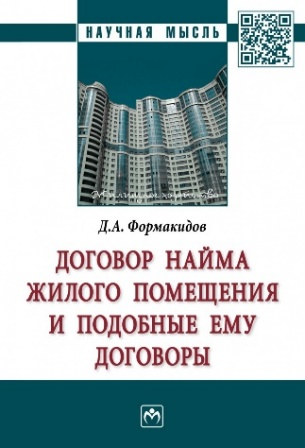 НАУЧНАЯ МЫСЛЬ
Д.А. Формакидов
ДОГОВОР НАЙМА
ЖИЛОГО ПОМЕЩЕНИЯ
И ПОДОБНЫЕ ЕМУ
ДОГОВОРЫ